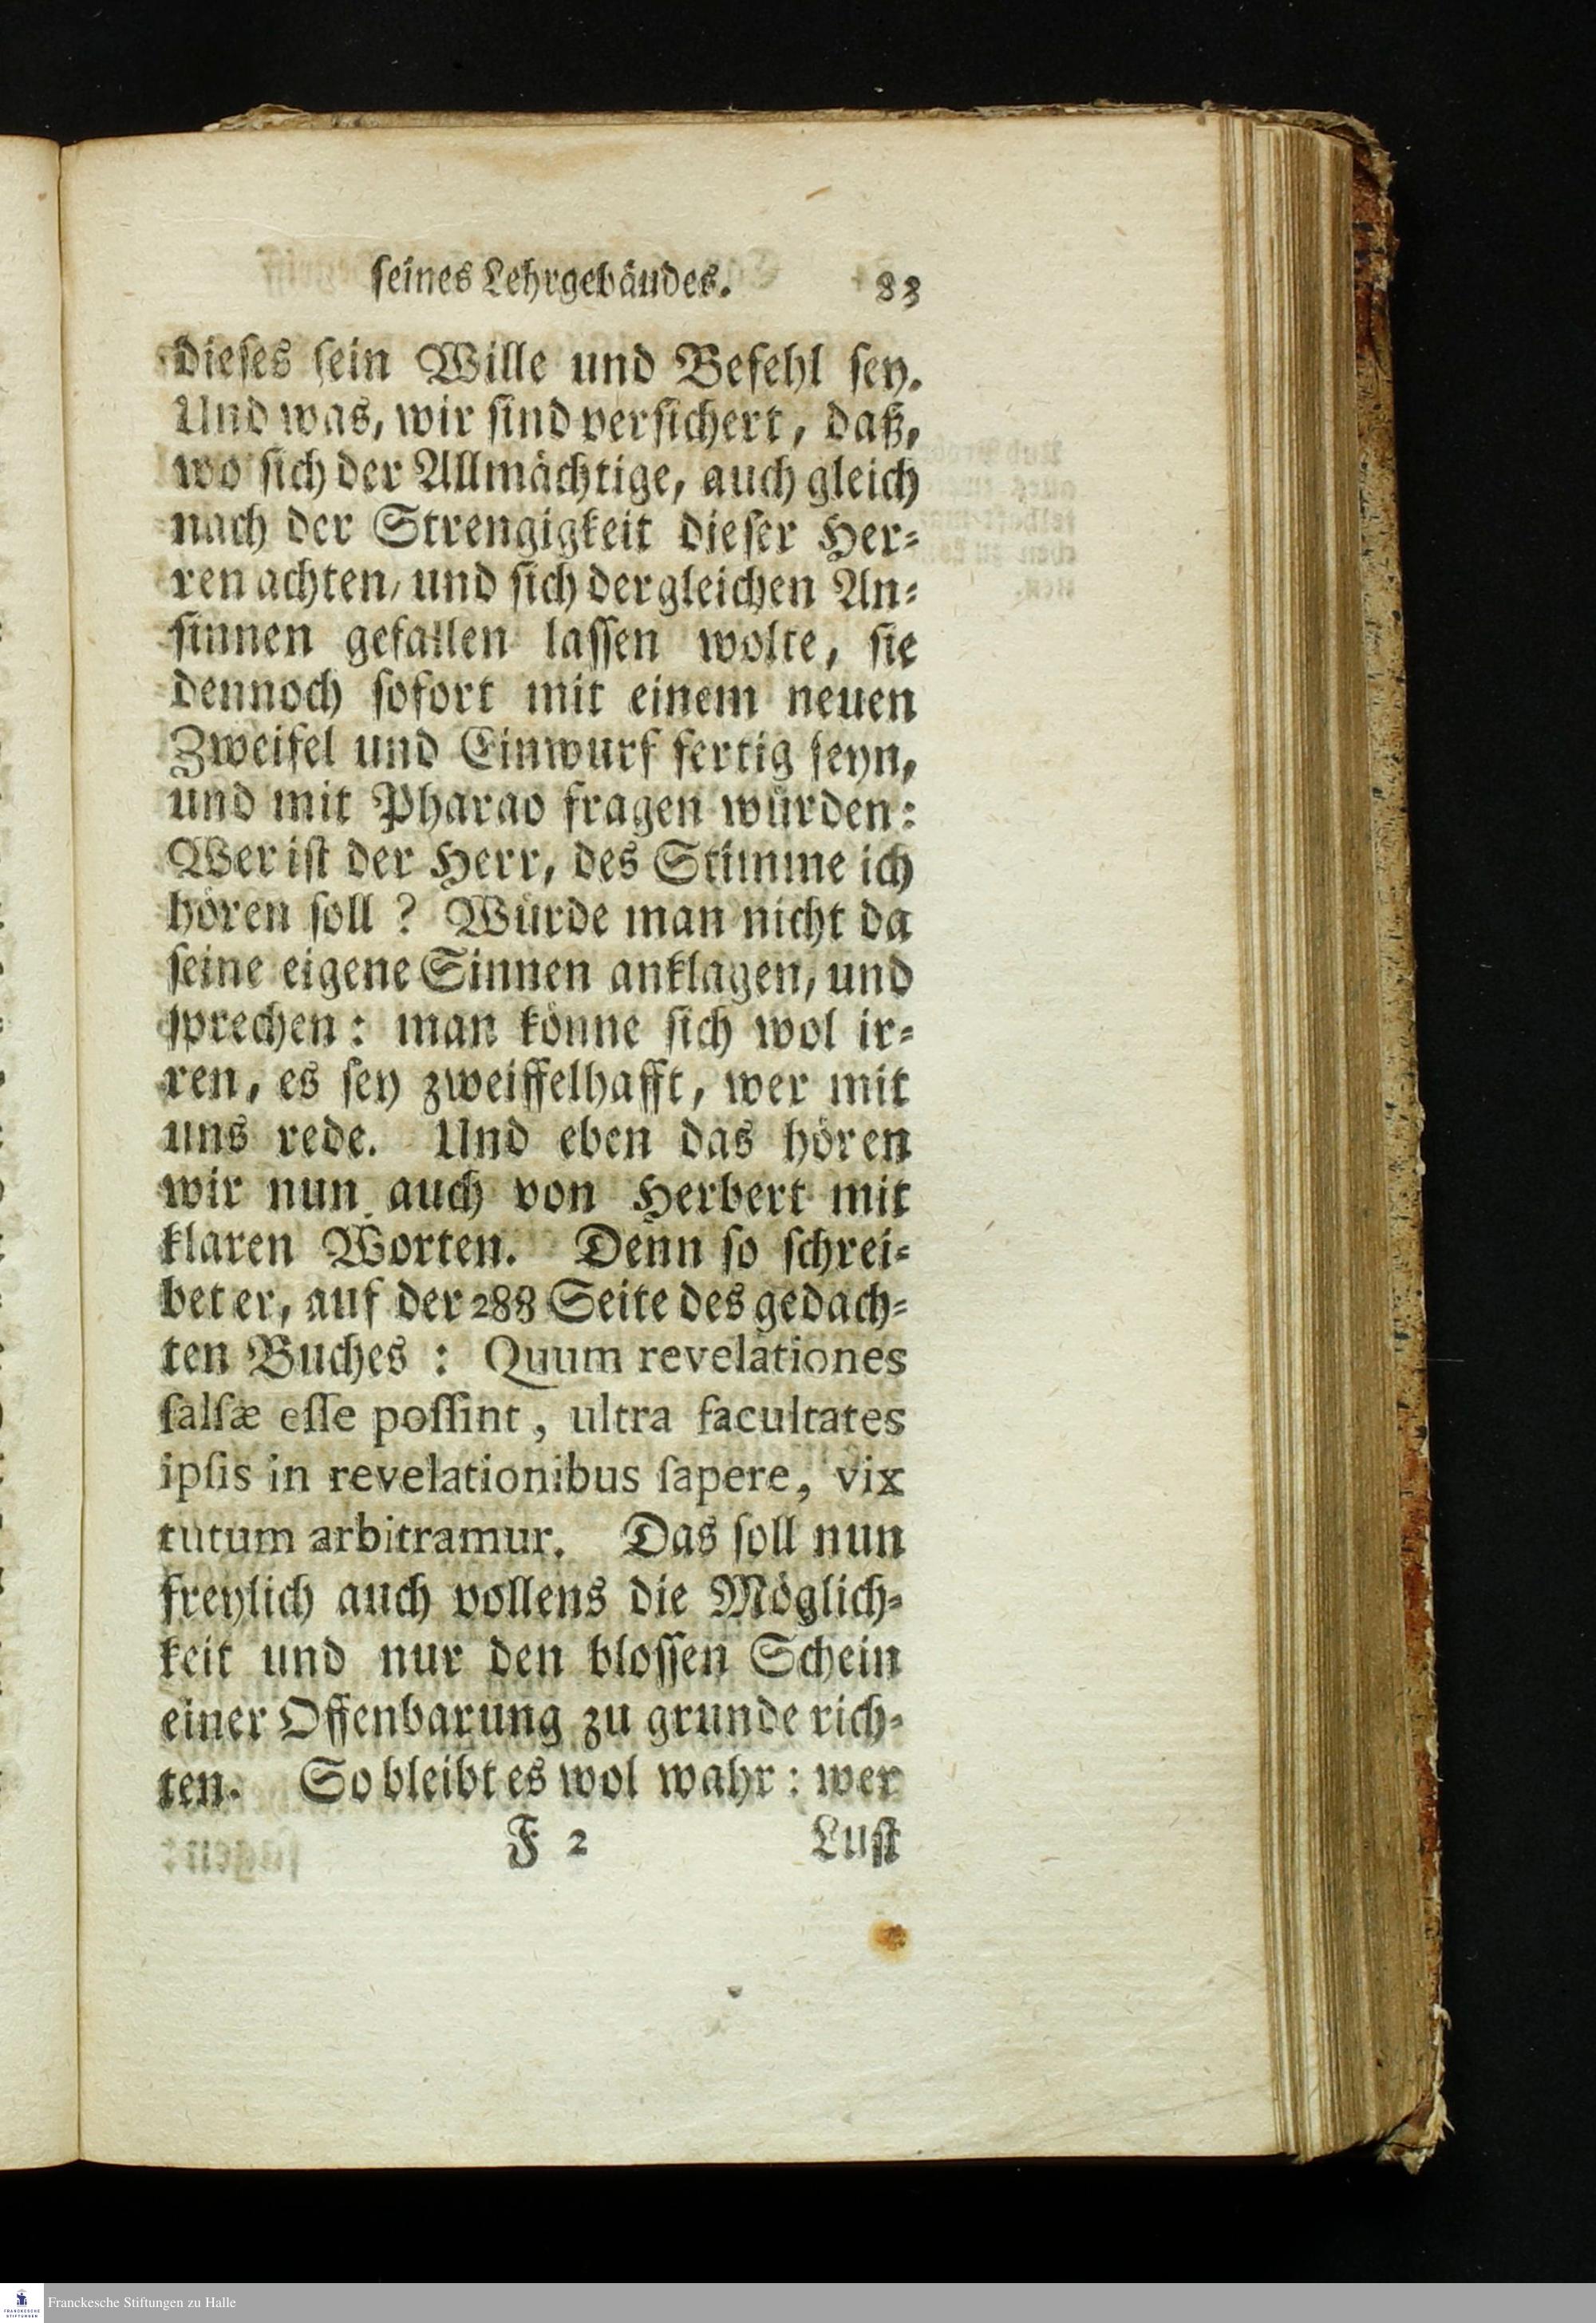 seines Lehrgebäudes. 83
dieses sein Wille und Befehl sey.
Und was, wir sind versichert, daß,
wo sich der Allmächtige, auch gleich
nach der Strengigkeit dieser Her-
ren achten, und sich dergleichen An-
sinnen gefallen lassen wolte, sie
dennoch sofort mit einem neuen
Zweifel und Einwurf fertig seyn,
und mit Pharao fragen würden:
Wer ist der Herr, des Stimme ich
hören soll? Würde man nicht da
seine eigene Sinnen anklagen, und
sprechen: man könne sich wol ir-
ren, es sey zweiffelhafft, wer mit
uns rede. Und eben das hören
wir nun auch von Herbert mit
klaren Worten. Denn so schrei-
bet er, auf der 288 Seite des gedach-
ten Buches: Quum revelationes
falsæ esse possint, ultra facultates
ipsis in revelationibus sapere, vix
tutum arbitramur. Das soll nun
freylich auch vollens die Möglich-
keit und nur den blossen Schein
einer Offenbarung zu grunde rich-
ten. So bleibt es wol wahr: wer
F 2 Lust
Franckesche Stiftungen zu Halle